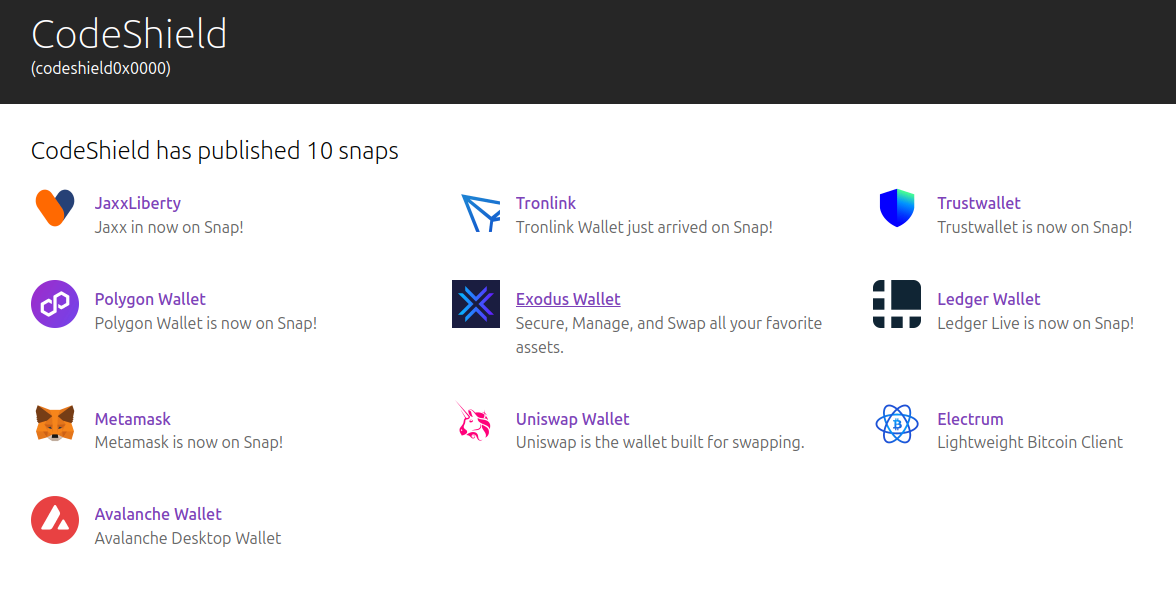 CodeShield
(codeshield0x0000)
CodeShield has published 10 snaps
JaxxLiberty
Jaxx in now on Snap!
Tronlink
Tronlink Wallet just arrived on Snap!
Trustwallet
Trustwallet is now on Snap!
Polygon Wallet
Polygon Wallet is now on Snap!
Exodus Wallet
Secure, Manage, and Swap all your favorite
assets.
Ledger Wallet
Ledger Live is now on Snap!
Metamask
Metamask is now on Snap!
Uniswap Wallet
Uniswap is the wallet built for swapping.
Electrum
Lightweight Bitcoin Client
Avalanche Wallet
Avalanche Desktop Wallet